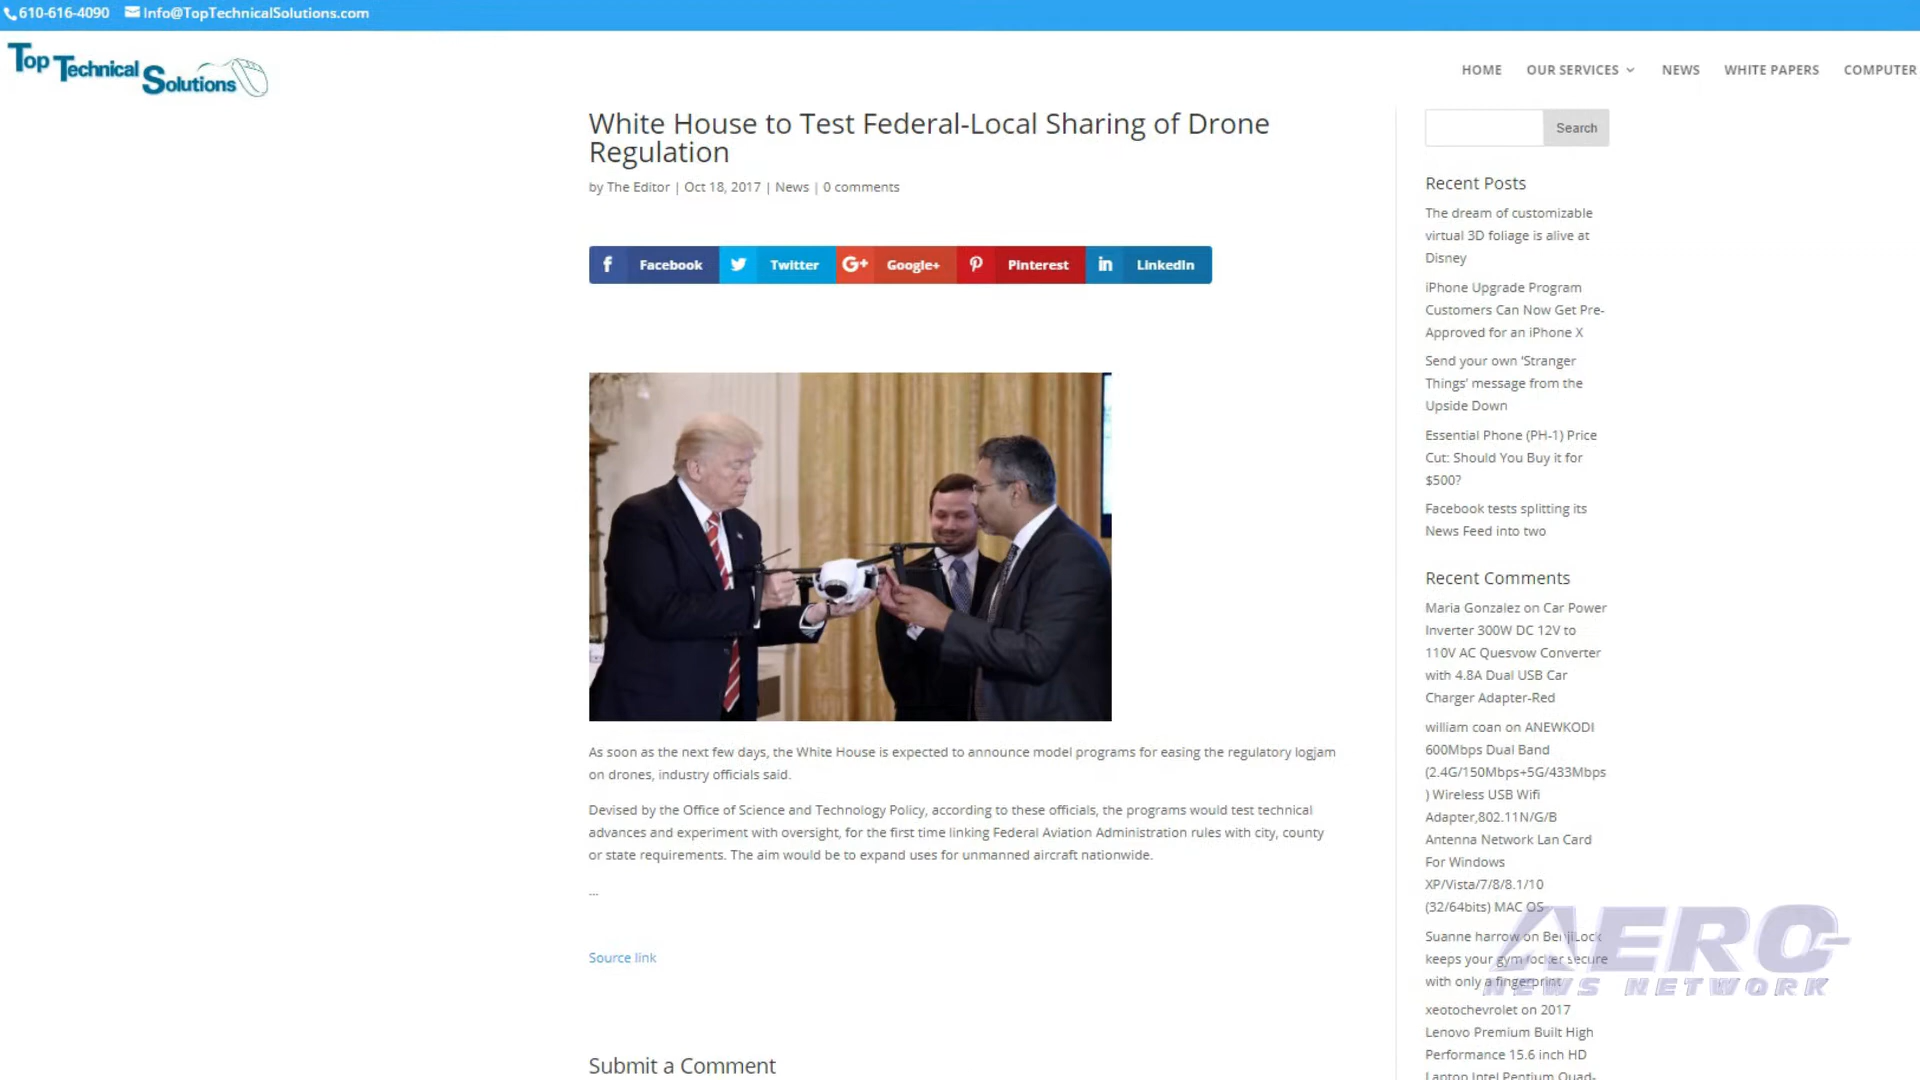 610-616-4090 Info@TopTechnicalSolutions.com
Top Technical Solutions
HOME OUR SERVICES NEWS WHITE PAPERS COMPUTER
White House to Test Federal-Local Sharing of Drone
Regulation
by The Editor | Oct 18, 2017 | News | 0 comments
Facebook Twitter Google+ Pinterest LinkedIn
As soon as the next few days, the White House is expected to announce model programs for easing the regulatory logjam
on drones, industry officials said.
Devised by the Office of Science and Technology Policy, according to these officials, the programs would test technical
advances and experiment with oversight, for the first time linking Federal Aviation Administration rules with city, county
or state requirements. The aim would be to expand uses for unmanned aircraft nationwide.
...
Source link
Submit a Comment
Search
Recent Posts
The dream of customizable
virtual 3D foliage is alive at
Disney
iPhone Upgrade Program
Customers Can Now Get Pre-
Approved for an iPhone X
Send your own ‘Stranger
Things’ message from the
Upside Down
Essential Phone (PH-1) Price
Cut: Should You Buy it for
$500?
Facebook tests splitting its
News Feed into two
Recent Comments
Maria Gonzalez on Car Power
Inverter 300W DC 12V to
110V AC Quesvow Converter
with 4.8A Dual USB Car
Charger Adapter-Red
william coan on ANEWKODI
600Mbps Dual Band
(2.4G/150Mbps+5G/433Mbps
) Wireless USB Wifi
Adapter,802.11N/G/B
Antenna Network Lan Card
For Windows
XP/Vista/7/8/8.1/10
(32/64bits) MAC OS
Suanne harrow on BenjiLock
keeps your gym locker secure
with only a fingerprint
xeotochevrolet on 2017
Lenovo Premium Built High
Performance 15.6 inch HD
Laptop Intel Pentium Quad-
AERO
NEWS NETWORK